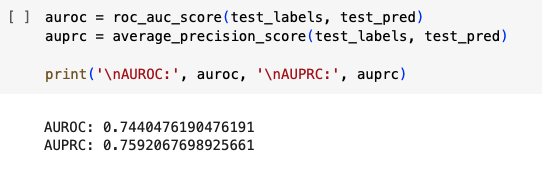 [ ] auroc = roc_auc_score(test_labels, test_pred)
auprc = average_precision_score(test_labels, test_pred)
print('\nAUROC:', auroc, '\nAUPRC:', auprc)
AUROC: 0.7440476190476191
AUPRC: 0.7592067698925661